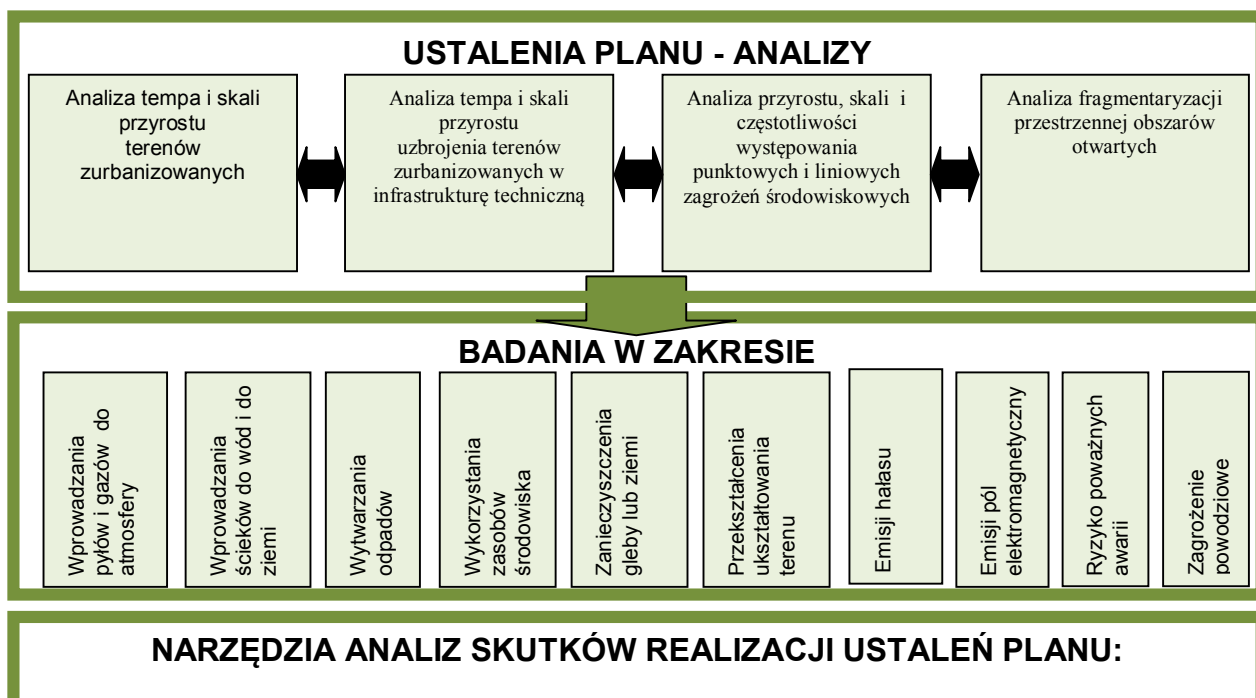 USTALENIA PLANU - ANALIZY
Analiza tempa i skali
przyrostu
terenów
zurbanizowanych
Analiza tempa i skali
przyrostu
uzbrojenia terenów
zurbanizowanych w
infrastrukturę techniczną
Analiza przyrostu, skali i
częstotliwości
występowania
punktowych i liniowych
zagrożeń środowiskowych
Analiza fragmentaryzacji
przestrzennej obszarów
otwartych
BADANIA W ZAKRESIE
Wprowadzania
pyłów i gazów do
atmosfery
Wprowadzania
ścieków do wód i do
ziemi
Wytwarzania
odpadów
Wykorzystania
zasobów
środowiska
Zanieczyszczenia
gleby lub ziemi
Przekształcenia
ukształtowania
terenu
Emisji hałasu
Emisji pól
elektromagnetyczny
Ryzyko poważnych
awarii
Zagrożenie
powodziowe
NARZĘDZIA ANALIZ SKUTKÓW REALIZACJI USTALEŃ PLANU: